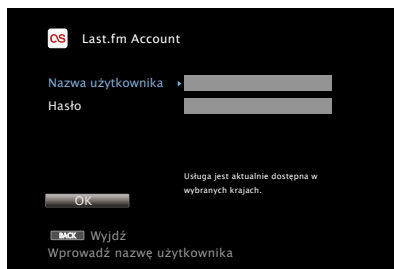 Last.fm Account
Nazwa użytkownika
Hasło
Usługa jest aktualnie dostępna w
wybranych krajach.
OK
BACK Wyjdź
Wprowadź nazwę użytkownika